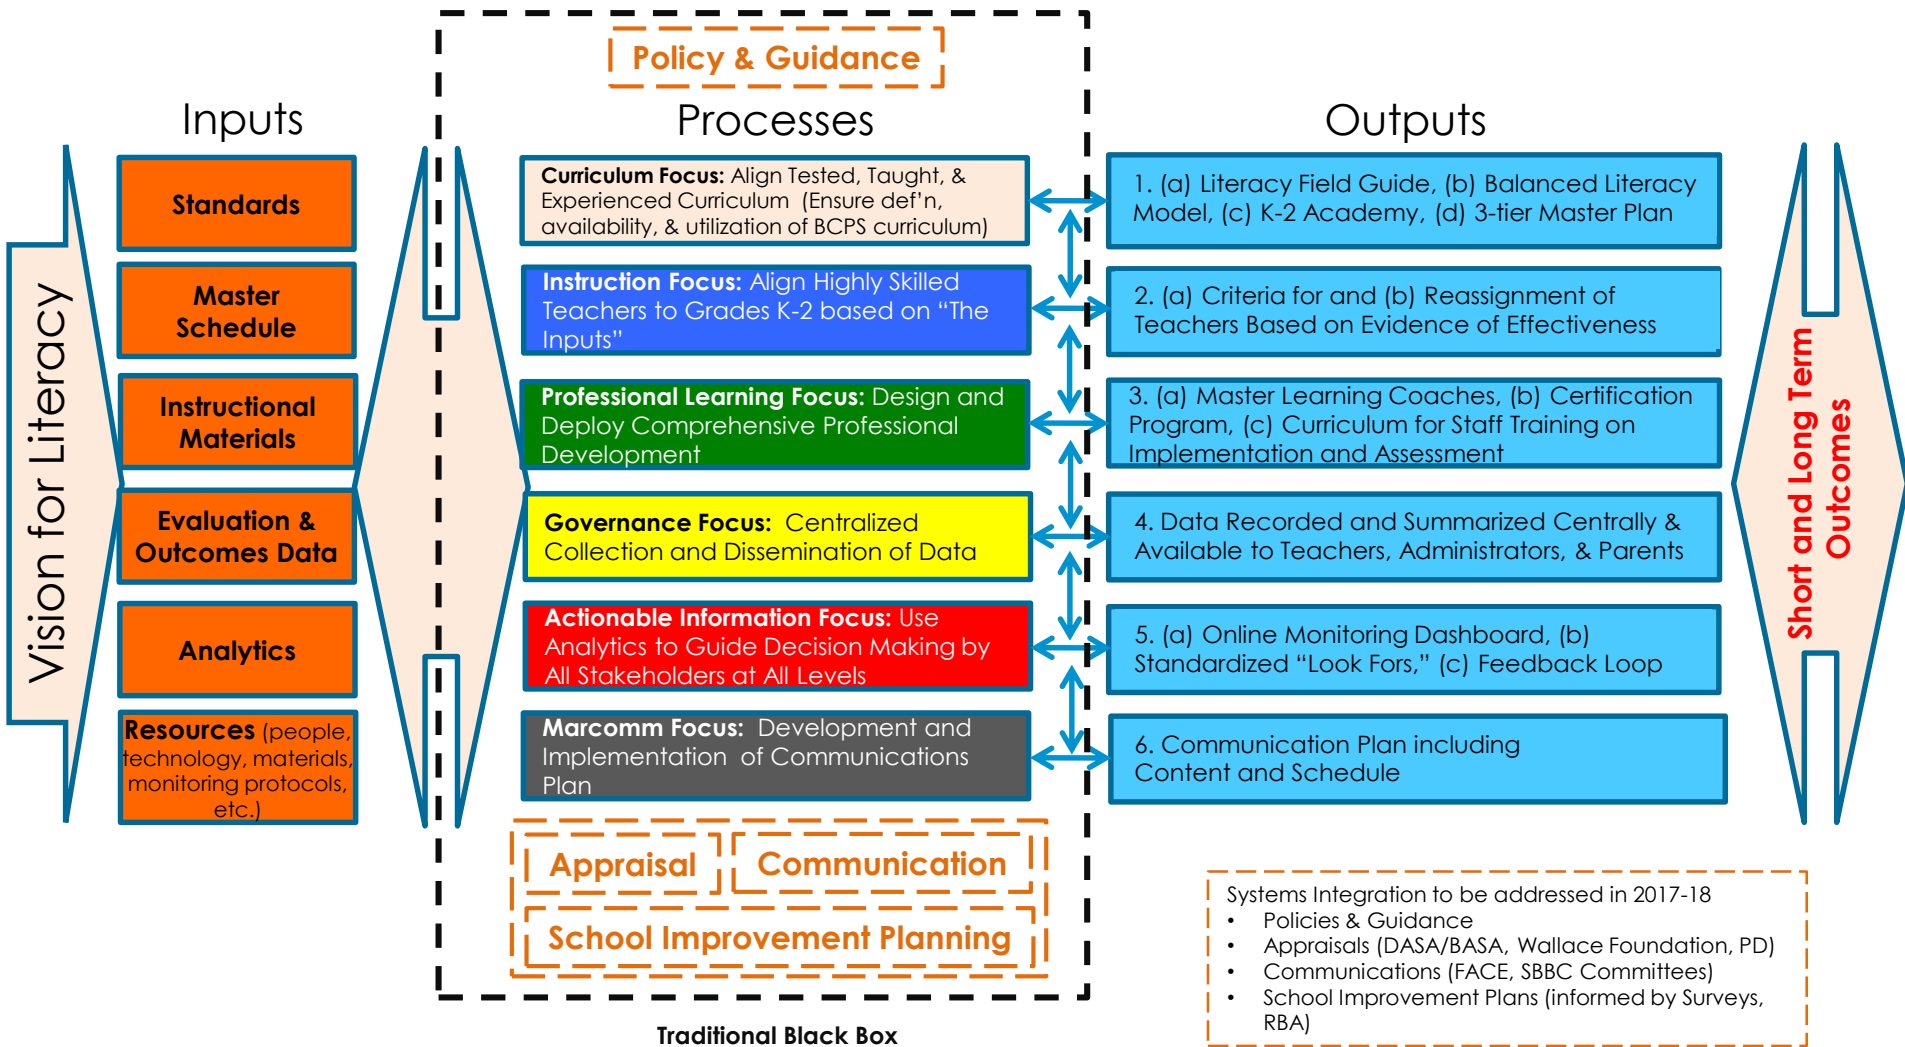 Policy & Guidance
Inputs
Processes
Outputs
Vision for Literacy
Standards
Master
Schedule
Instructional
Materials
Evaluation &
Outcomes Data
Analytics
Resources (people,
technology, materials,
monitoring protocols,
etc.)
Curriculum Focus: Align Tested, Taught, &
Experienced Curriculum (Ensure def'n,
availability, & utilization of BCPS curriculum)
Instruction Focus: Align Highly Skilled
Teachers to Grades K-2 based on “The
Inputs”
Professional Learning Focus: Design and
Deploy Comprehensive Professional
Development
Governance Focus: Centralized
Collection and Dissemination of Data
Actionable Information Focus: Use
Analytics to Guide Decision Making by
All Stakeholders at All Levels
Marcomm Focus: Development and
Implementation of Communications
Plan
1. (a) Literacy Field Guide, (b) Balanced Literacy
Model, (c) K-2 Academy, (d) 3-tier Master Plan
2. (a) Criteria for and (b) Reassignment of
Teachers Based on Evidence of Effectiveness
3. (a) Master Learning Coaches, (b) Certification
Program, (c) Curriculum for Staff Training on
Implementation and Assessment
4. Data Recorded and Summarized Centrally &
Available to Teachers, Administrators, & Parents
5. (a) Online Monitoring Dashboard, (b)
Standardized “Look Fors,” (c) Feedback Loop
6. Communication Plan including
Content and Schedule
Short and Long Term
Outcomes
Appraisal
Communication
School Improvement Planning
Traditional Black Box
Systems Integration to be addressed in 2017-18
• Policies & Guidance
• Appraisals (DASA/BASA, Wallace Foundation, PD)
• Communications (FACE, SBBC Committees)
• School Improvement Plans (informed by Surveys,
RBA)